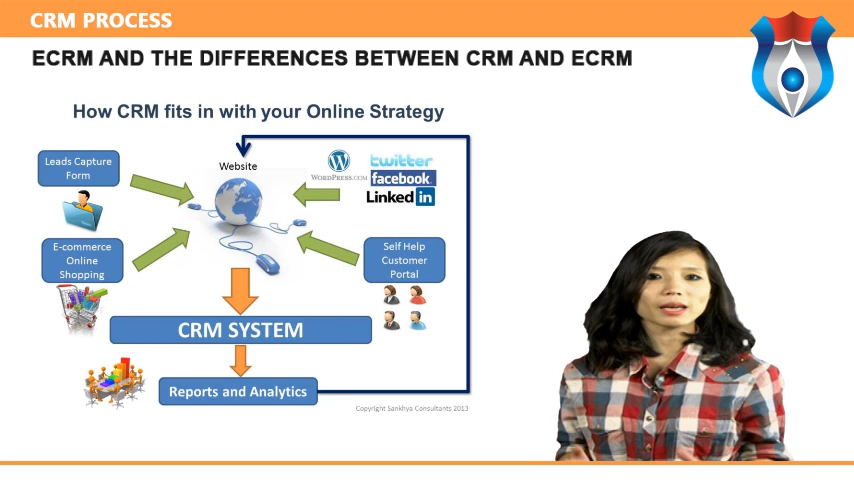 CRM PROCESS
ECRM AND THE DIFFERENCES BETWEEN CRM AND ECRM
How CRM fits in with your Online Strategy
Website
Leads Capture
Form
WORDPRESS.COM
twitter
facebook.
Linked in
E-commerce
Online
Shopping
Self Help
Customer
Portal
CRM SYSTEM
Reports and Analytics
Copyright Sankhya Consultants 2013